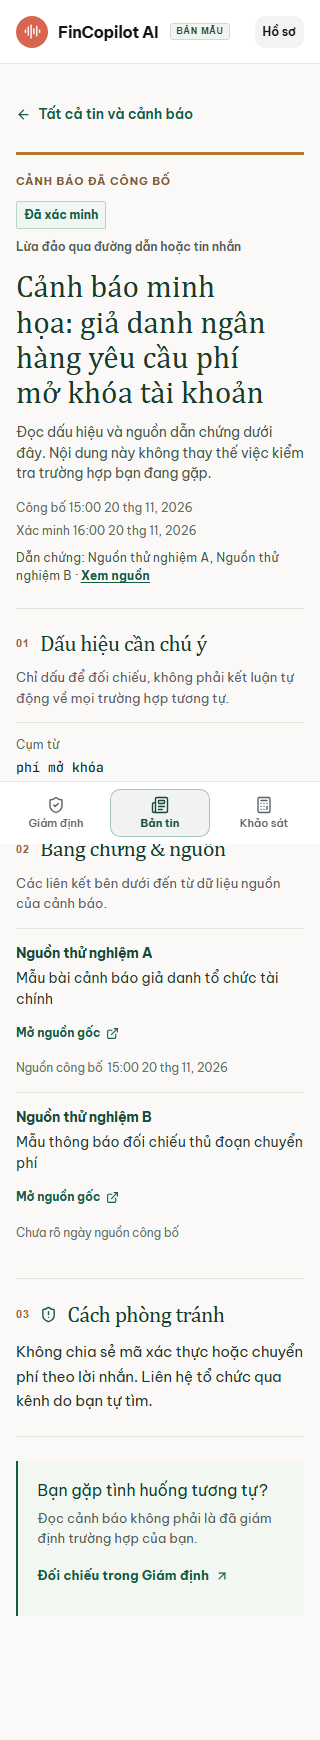 FinCopilot AI BẢN MẪU Hồ sơ
Tất cả tin và cảnh báo
CẢNH BÁO ĐÃ CÔNG BỐ
Đã xác minh
Lừa đảo qua đường dẫn hoặc tin nhắn
Cảnh báo minh
họa: giả danh ngân
hàng yêu cầu phí
mở khóa tài khoản
Đọc dấu hiệu và nguồn dẫn chứng dưới
đây. Nội dung này không thay thế việc kiểm
tra trường hợp bạn đang gặp.
Công bố 15:00 20 thg 11, 2026
Xác minh 16:00 20 thg 11, 2026
Dẫn chứng: Nguồn thử nghiệm A, Nguồn thử
nghiệm B · Xem nguồn
01 Dấu hiệu cần chú ý
Chỉ dấu để đối chiếu, không phải kết luận tự
động về mọi trường hợp tương tự.
Cụm từ
phí mở khóa
Giám định Bản tin Khảo sát
02 Bằng chứng & nguồn
Các liên kết bên dưới đến từ dữ liệu nguồn
của cảnh báo.
Nguồn thử nghiệm A
Mẫu bài cảnh báo giả danh tổ chức tài
chính
Mở nguồn gốc
Nguồn công bố 15:00 20 thg 11, 2026
Nguồn thử nghiệm B
Mẫu thông báo đối chiếu thủ đoạn chuyển
phí
Mở nguồn gốc
Chưa rõ ngày nguồn công bố
03 Cách phòng tránh
Không chia sẻ mã xác thực hoặc chuyển
phí theo lời nhắn. Liên hệ tổ chức qua
kênh do bạn tự tìm.
Bạn gặp tình huống tương tự?
Đọc cảnh báo không phải là đã giám
định trường hợp của bạn.
Đối chiếu trong Giám định